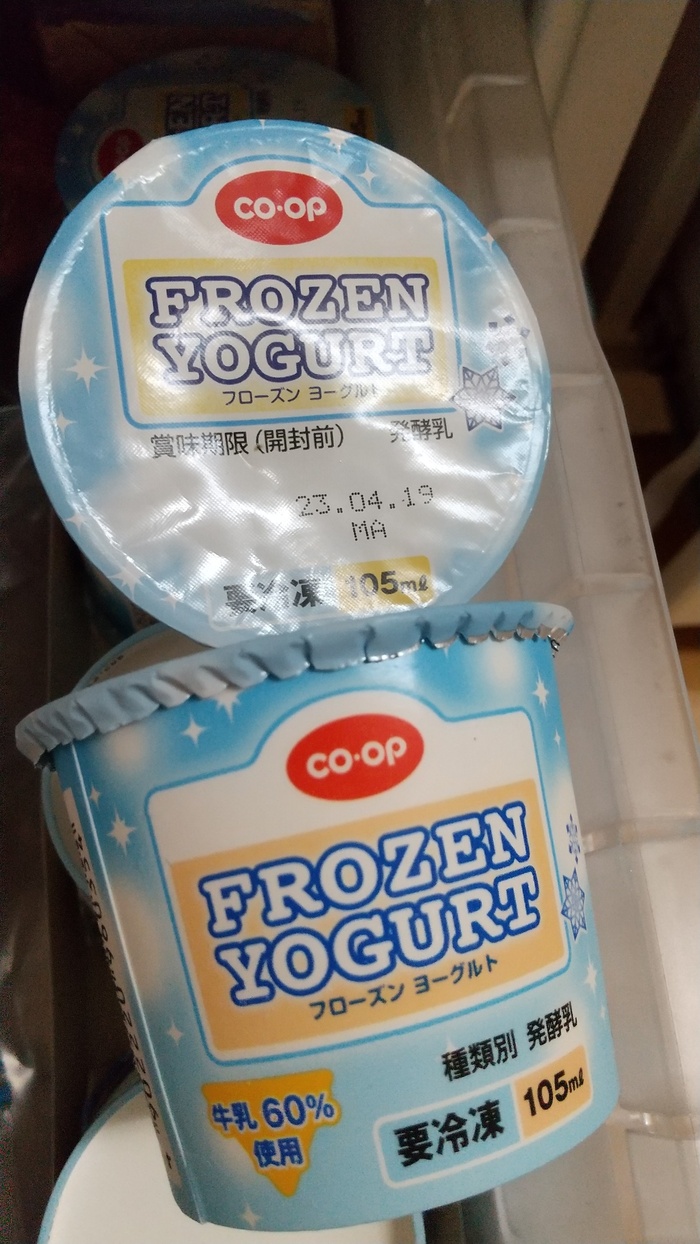 CO·OP
FROZEN
YOGURT
フローズン ヨーグルト
賞味期限(開封前) 発酵乳
23.04.19
MA
要冷凍 105mℓ
CO·OP
FROZEN
YOGURT
フローズン ヨーグルト
種類別 発酵乳
牛乳 60%
使用
要冷凍 105mℓ